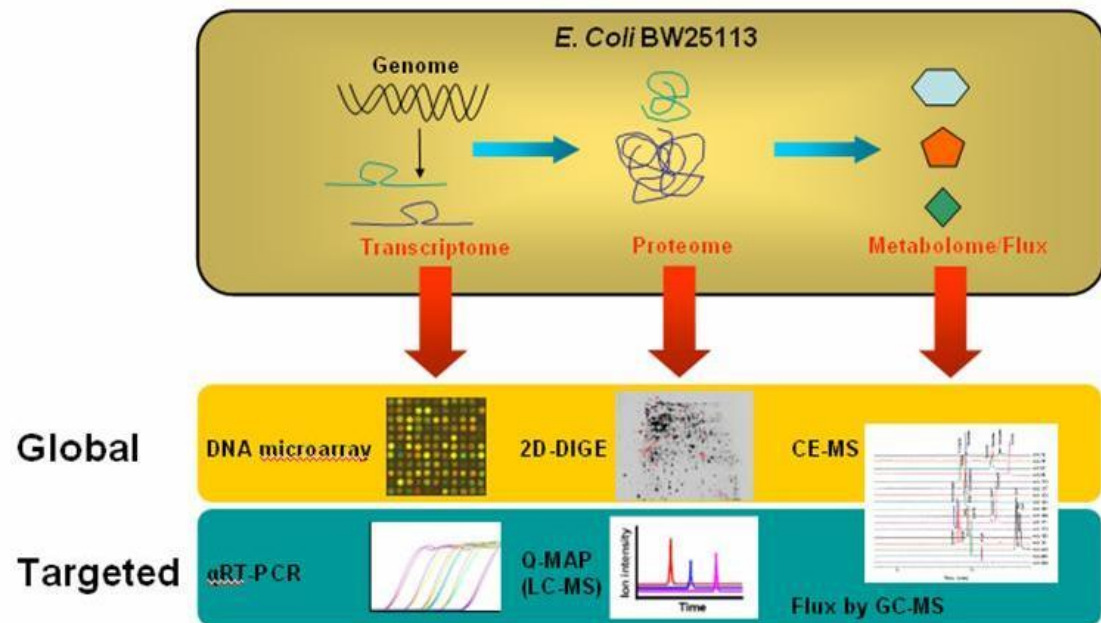 E. Coli BW25113
Genome
Transcriptome
Proteome
Metabolome/Flux
Global
DNA microarray
2D-DIGE
CE-MS
Targeted
qRT-PCR
Q-MAP
(LC-MS)
Ion intensity
Time
Flux by GC-MS